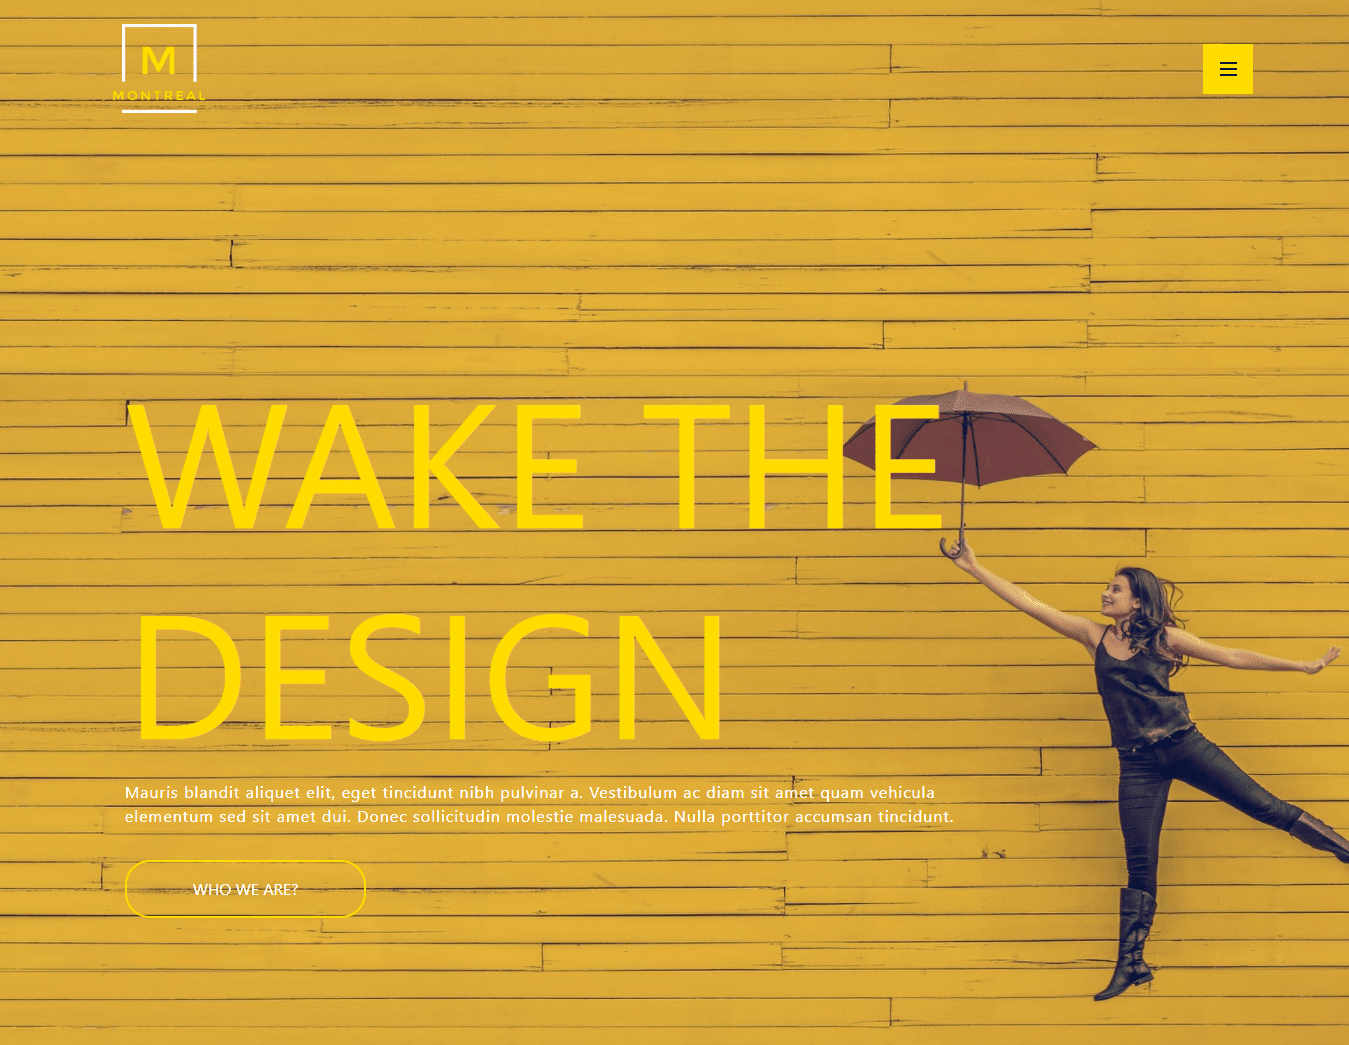 M
MONTREAL
WAKE THE
DESIGN
Mauris blandit aliquet elit, eget tincidunt nibh pulvinar a. Vestibulum ac diam sit amet quam vehicula
elementum sed sit amet dui. Donec sollicitudin molestie malesuada. Nulla porttitor accumsan tincidunt.
WHO WE ARE?